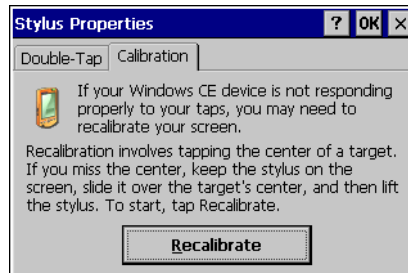 Stylus Properties ? OK ×
Double-Tap Calibration
If your Windows CE device is not responding
properly to your taps, you may need to
recalibrate your screen.
Recalibration involves tapping the center of a target.
If you miss the center, keep the stylus on the
screen, slide it over the target's center, and then lift
the stylus. To start, tap Recalibrate.
Recalibrate